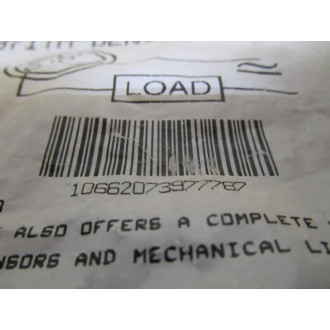 LOAD
10662073977787
ALSO OFFERS A COMPLETE
NSORS AND MECHANICAL LI